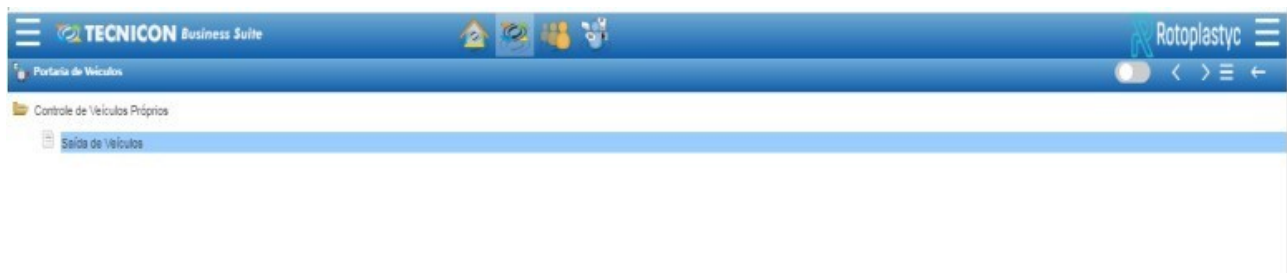 TECNICON Business Suite
Rotoplastyc
Portaria de Veículos
Controle de Veículos Próprios
Saída de Veículos